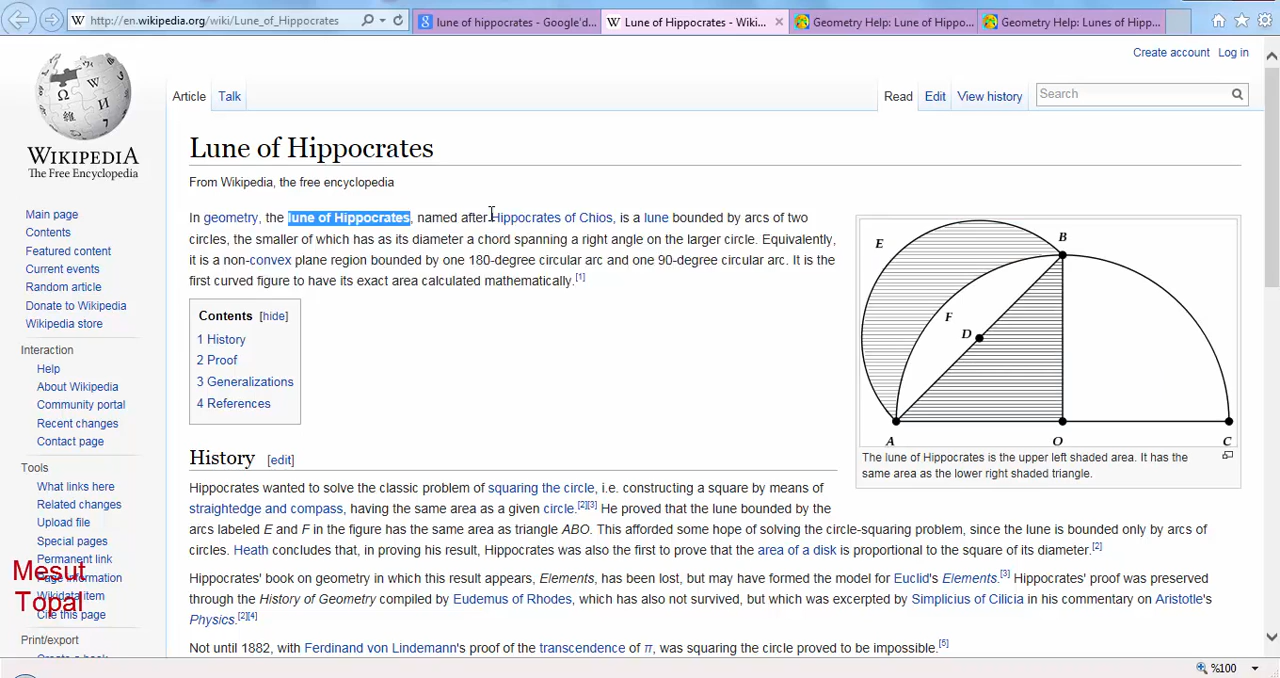 http://en.wikipedia.org/wiki/Lune_of_Hippocrates
lune of hippocrates - Google'd...
Lune of Hippocrates - Wiki...
Geometry Help: Lune of Hippo...
Geometry Help: Lunes of Hipp...
Create account Log in
Article Talk
Read Edit View history
Search
WIKIPEDIA
The Free Encyclopedia
Main page
Contents
Featured content
Current events
Random article
Donate to Wikipedia
Wikimedia Store
Interaction
Help
About Wikipedia
Community portal
Recent changes
Contact page
Tools
What links here
Related changes
Upload file
Special pages
Permanent link
Page information
Wikidata item
Cite this page
Print/export
Mesut
Topal
Lune of Hippocrates
From Wikipedia, the free encyclopedia
In geometry, the lune of Hippocrates, named after Hippocrates of Chios, is a lune bounded by arcs of two
circles, the smaller of which has as its diameter a chord spanning a right angle on the larger circle. Equivalently,
it is a non-convex plane region bounded by one 180-degree circular arc and one 90-degree circular arc. It is the
first curved figure to have its exact area calculated mathematically.[1]
Contents [hide]
1 History
2 Proof
3 Generalizations
4 References
E
B
F
D
A
O
C
The lune of Hippocrates is the upper left shaded area. It has the
same area as the lower right shaded triangle.
History [edit]
Hippocrates wanted to solve the classic problem of squaring the circle, i.e. constructing a square by means of
straightedge and compass, having the same area as a given circle.[2][3] He proved that the lune bounded by the
arcs labeled E and F in the figure has the same area as triangle ABO. This afforded some hope of solving the circle-squaring problem, since the lune is bounded only by arcs of
circles. Heath concludes that, in proving his result, Hippocrates was also the first to prove that the area of a disk is proportional to the square of its diameter.[2]
Hippocrates' book on geometry in which this result appears, Elements, has been lost, but may have formed the model for Euclid's Elements.[3] Hippocrates' proof was preserved
through the History of Geometry compiled by Eudemus of Rhodes, which has also not survived, but which was excerpted by Simplicius of Cilicia in his commentary on Aristotle's
Physics.[2][4]
Not until 1882, with Ferdinand von Lindemann's proof of the transcendence of π, was squaring the circle proved to be impossible.[5]
%100